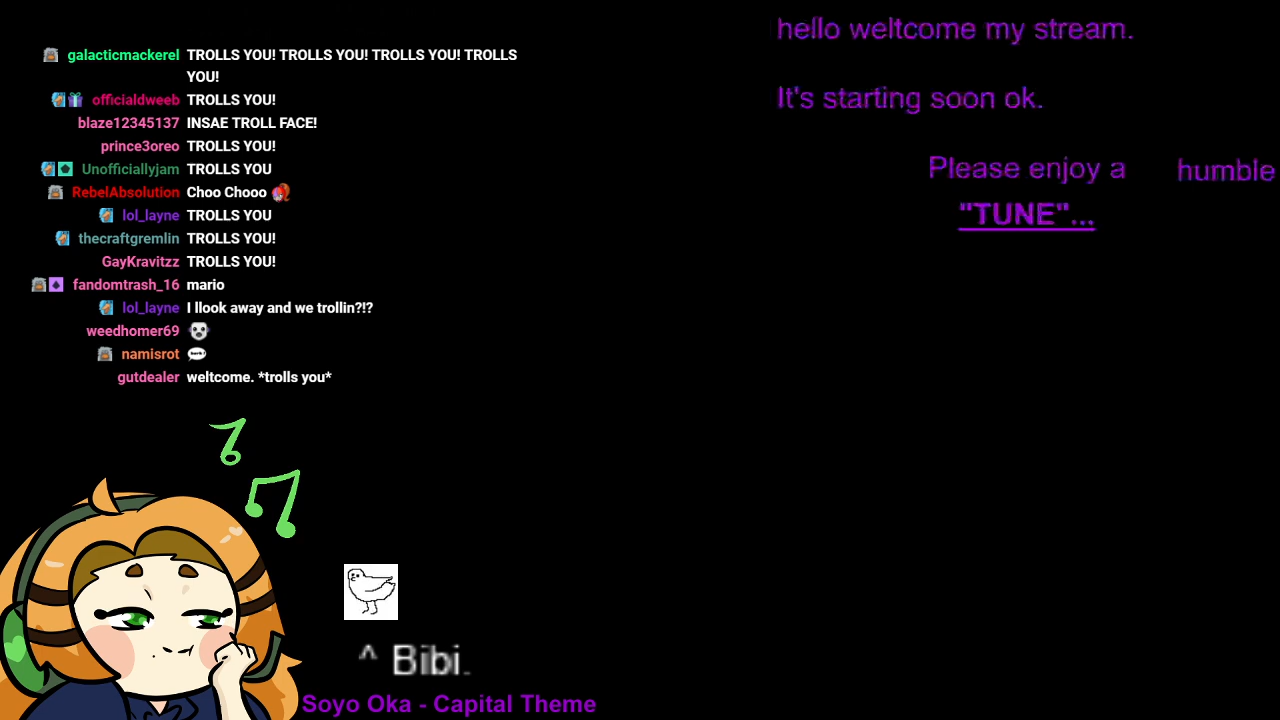 galacticmackerel TROLLS YOU! TROLLS YOU! TROLLS YOU! TROLLS
YOU!
officialdweeb TROLLS YOU!
blaze12345137 INSAE TROLL FACE!
prince3oreo TROLLS YOU!
Unofficiallyjam TROLLS YOU
RebelAbsolution Choo Chooo
lol_layne TROLLS YOU
thecraftgremlin TROLLS YOU!
GayKravitzz TROLLS YOU!
fandomtrash_16 mario
lol_layne I llook away and we trollin?!?
weedhomer69
namisrot
gutdealer weltcome. *trolls you*
hello weltcome my stream.
It's starting soon ok.
Please enjoy a humble
"TUNE"...
^ Bibi.
Soyo Oka - Capital Theme